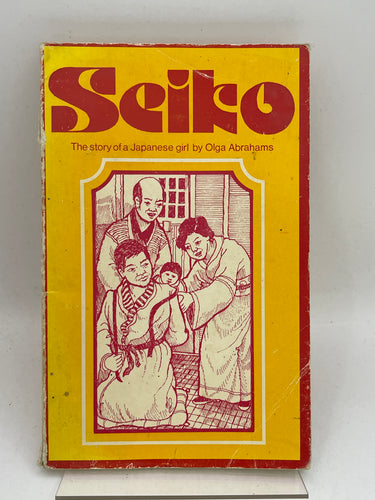 Seiko
The story of a Japanese girl by Olga Abrahams